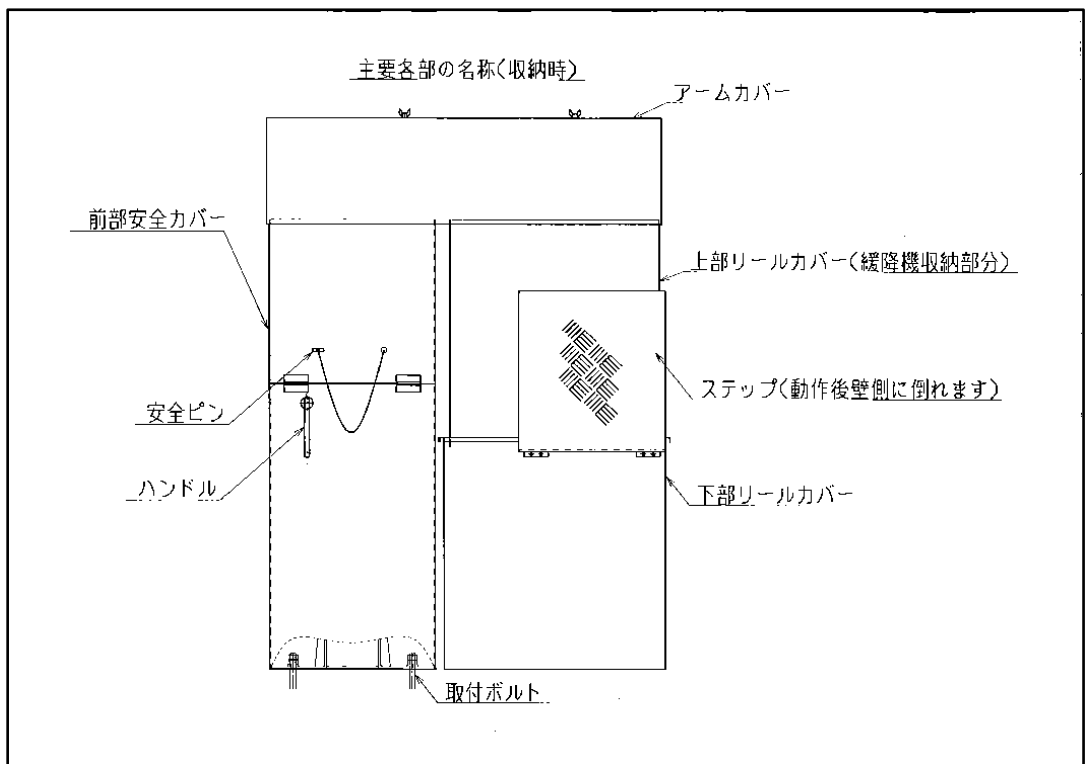 主要各部の名称(収納時)
アームカバー
前部安全カバー
上部リールカバー(緩降機収納部分)
安全ピン
ステップ(動作後壁側に倒れます)
ハンドル
下部リールカバー
取付ボルト